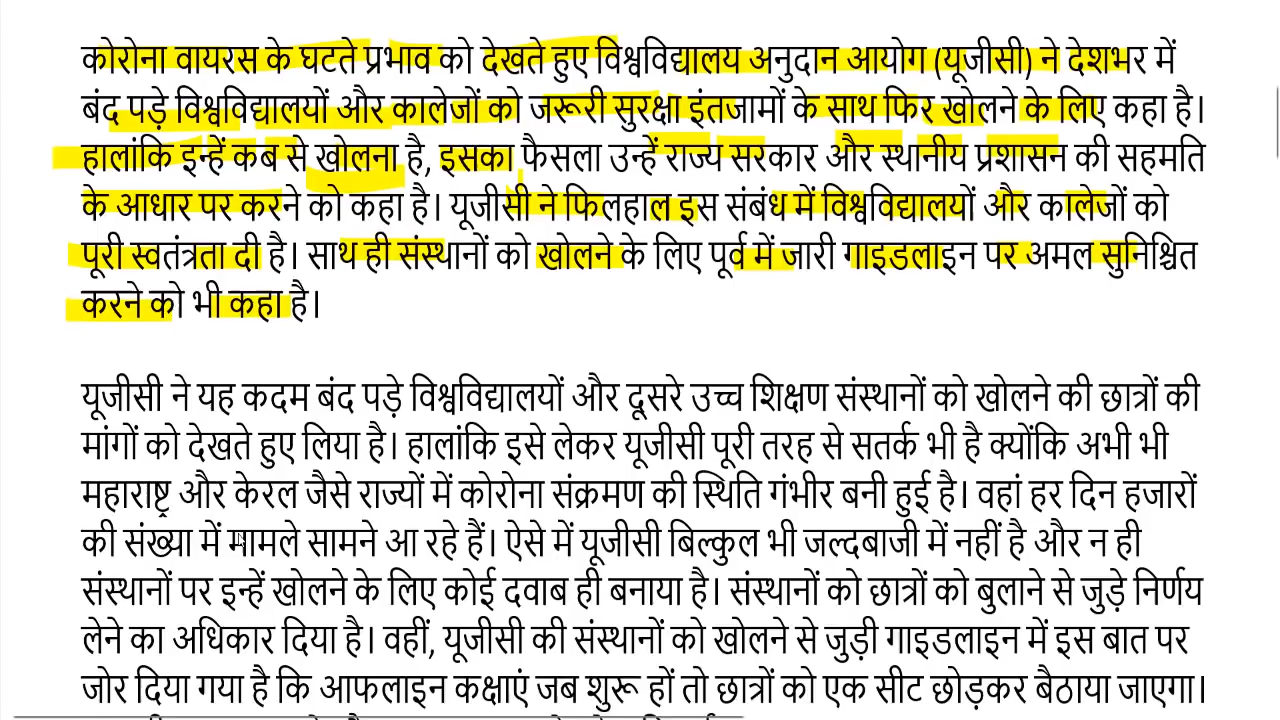 कोरोना वायरस के घटते प्रभाव को देखते हुए विश्वविद्यालय अनुदान आयोग (यूजीसी) ने देशभर में
बंद पड़े विश्वविद्यालयों और कालेजों को जरूरी सुरक्षा इंतजामों के साथ फिर खोलने के लिए कहा है।
हालांकि इन्हें कब से खोलना है, इसका फैसला उन्हें राज्य सरकार और स्थानीय प्रशासन की सहमति
के आधार पर करने को कहा है। यूजीसी ने फिलहाल इस संबंध में विश्वविद्यालयों और कालेजों को
पूरी स्वतंत्रता दी है। साथ ही संस्थानों को खोलने के लिए पूर्व में जारी गाइडलाइन पर अमल सुनिश्चित
करने को भी कहा है।
यूजीसी ने यह कदम बंद पड़े विश्वविद्यालयों और दूसरे उच्च शिक्षण संस्थानों को खोलने की छात्रों की
मांगों को देखते हुए लिया है। हालांकि इसे लेकर यूजीसी पूरी तरह से सतर्क भी है क्योंकि अभी भी
महाराष्ट्र और केरल जैसे राज्यों में कोरोना संक्रमण की स्थिति गंभीर बनी हुई है। वहां हर दिन हजारों
की संख्या में मामले सामने आ रहे हैं। ऐसे में यूजीसी बिल्कुल भी जल्दबाजी में नहीं है और न ही
संस्थानों पर इन्हें खोलने के लिए कोई दवाब ही बनाया है। संस्थानों को छात्रों को बुलाने से जुड़े निर्णय
लेने का अधिकार दिया है। वहीं, यूजीसी की संस्थानों को खोलने से जुड़ी गाइडलाइन में इस बात पर
जोर दिया गया है कि आफलाइन कक्षाएं जब शुरू हों तो छात्रों को एक सीट छोड़कर बैठाया जाएगा।